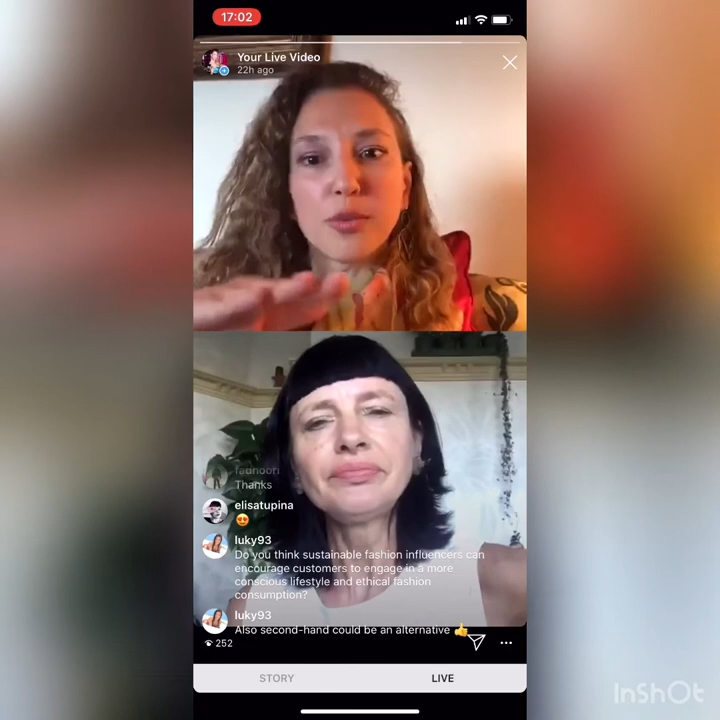 17:02
Your Live Video
22h ago
fadnoori
Thanks
elisatupina
😍
luky93
Do you think sustainable fashion influencers can
encourage customers to engage in a more
conscious lifestyle and ethical fashion
consumption?
luky93
Also second-hand could be an alternative 👍
252
STORY LIVE
InShOt